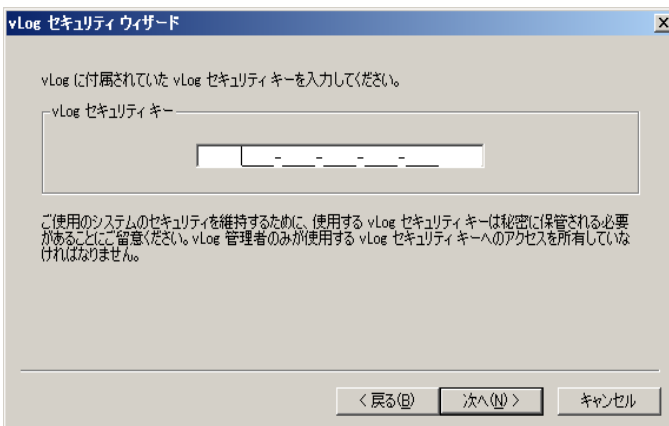 vLog セキュリティ ウィザード
vLog に付属されていた vLog セキュリティ キーを入力してください。
vLog セキュリティ キー
____-____-____-____-____
ご使用のシステムのセキュリティを維持するために、使用する vLog セキュリティ キーは秘密に保管される必要
があることにご留意ください。vLog 管理者のみが使用する vLog セキュリティ キーへのアクセスを所有していな
ければなりません。
< 戻る(B) 次へ(N) > キャンセル